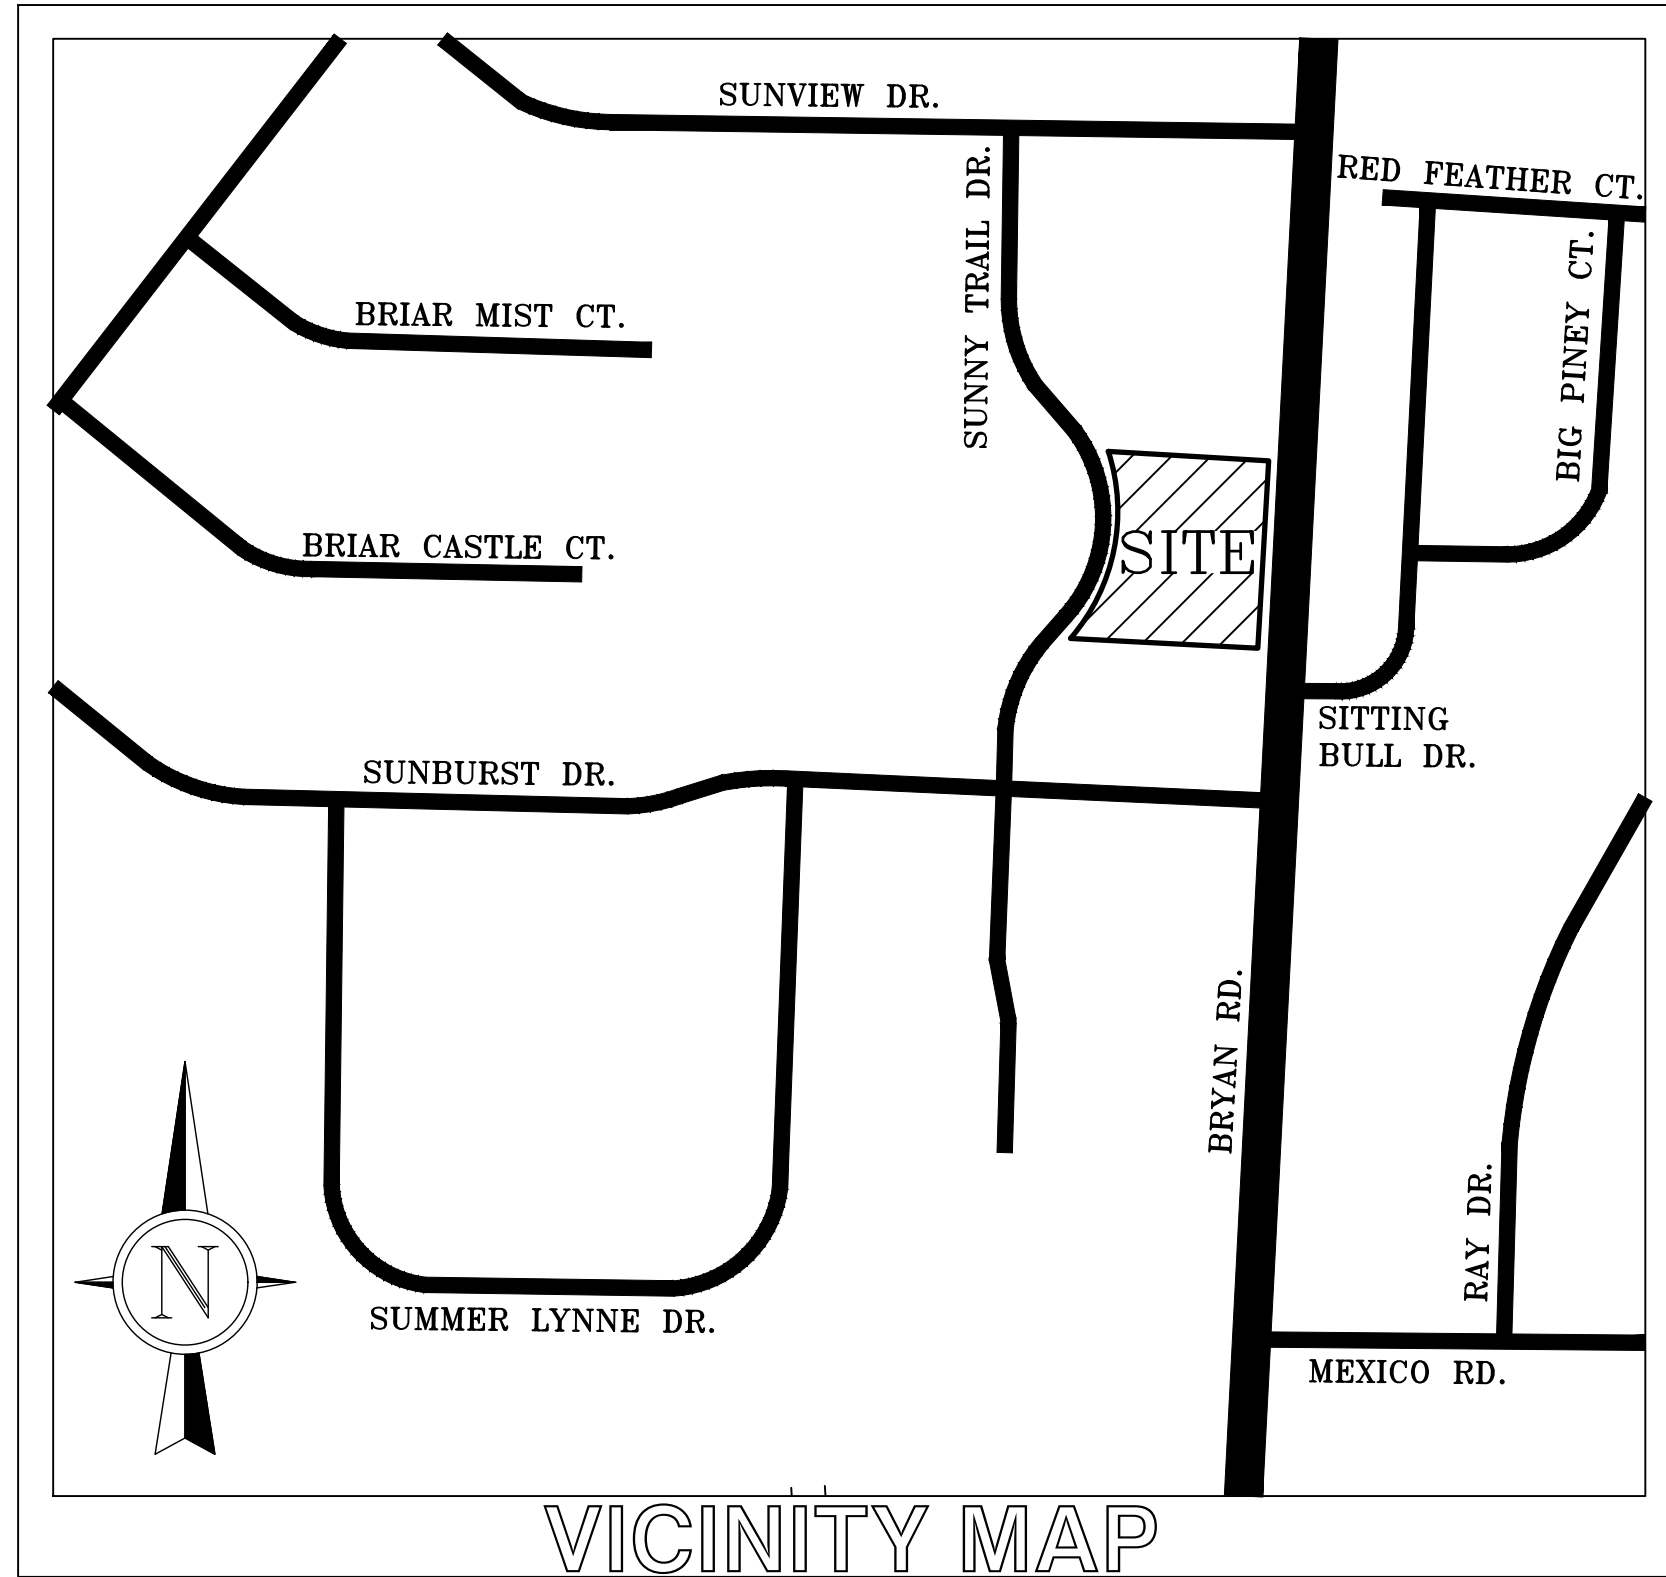 SUNVIEW DR.
RED FEATHER CT.
SUNNY TRAIL DR.
BIG PINEY CT.
BRIAR MIST CT.
BRIAR CASTLE CT.
SITE
SITTING
BULL DR.
SUNBURST DR.
BRYAN RD.
RAY DR.
N
SUMMER LYNNE DR.
MEXICO RD.
VICINITY MAP